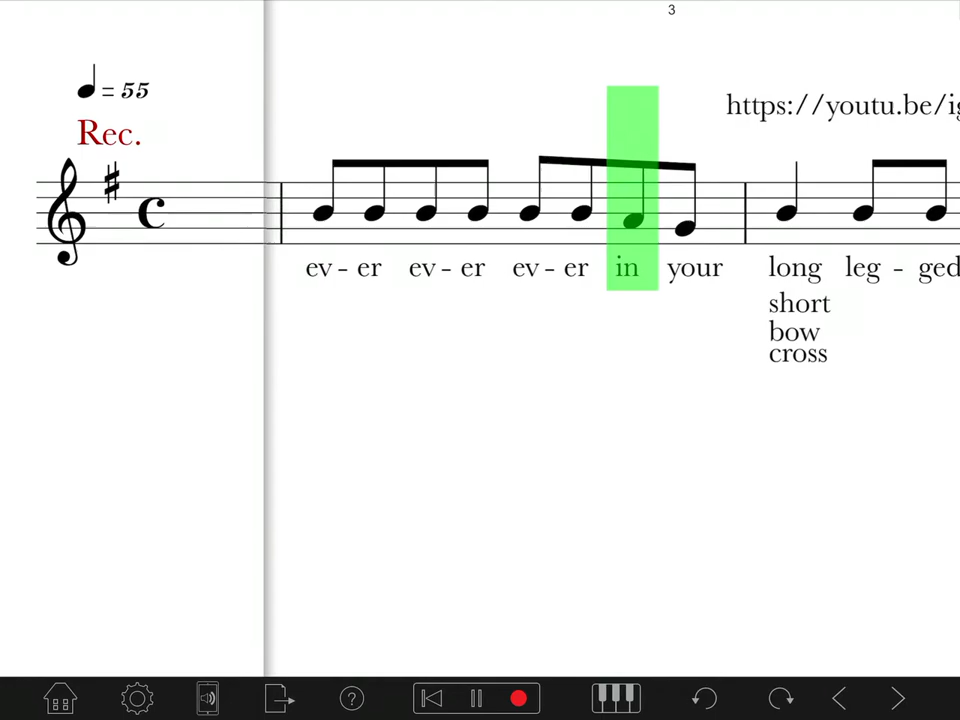 3
= 55
https://youtu.be/ig
Rec.
ev - er ev - er ev - er in your long leg - ged
short
bow
cross
?